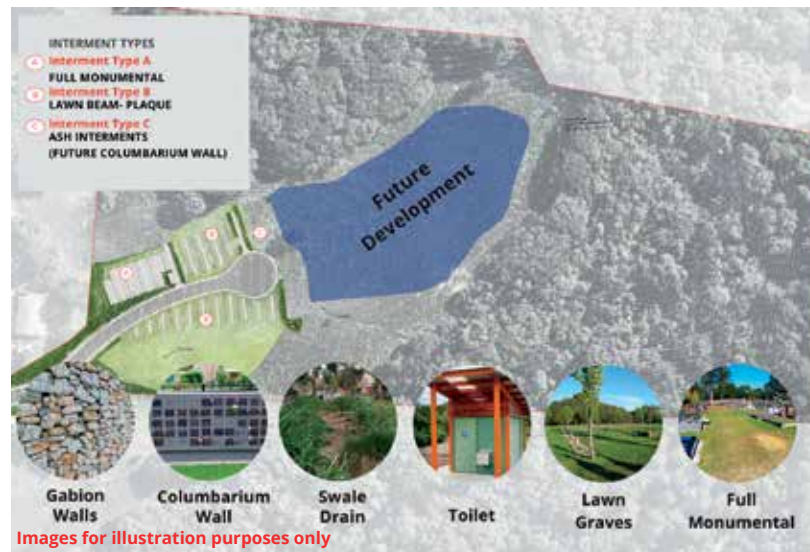 INTERMENT TYPES
A Interment Type A
FULL MONUMENTAL
B Interment Type B
LAWN BEAM- PLAQUE
C Interment Type C
ASH INTERMENTS
(FUTURE COLUMBARIUM WALL)
Future
Development
A
B
C
Gabion
Walls
Columbarium
Wall
Swale
Drain
Toilet
Lawn
Graves
Full
Monumental
Images for illustration purposes only